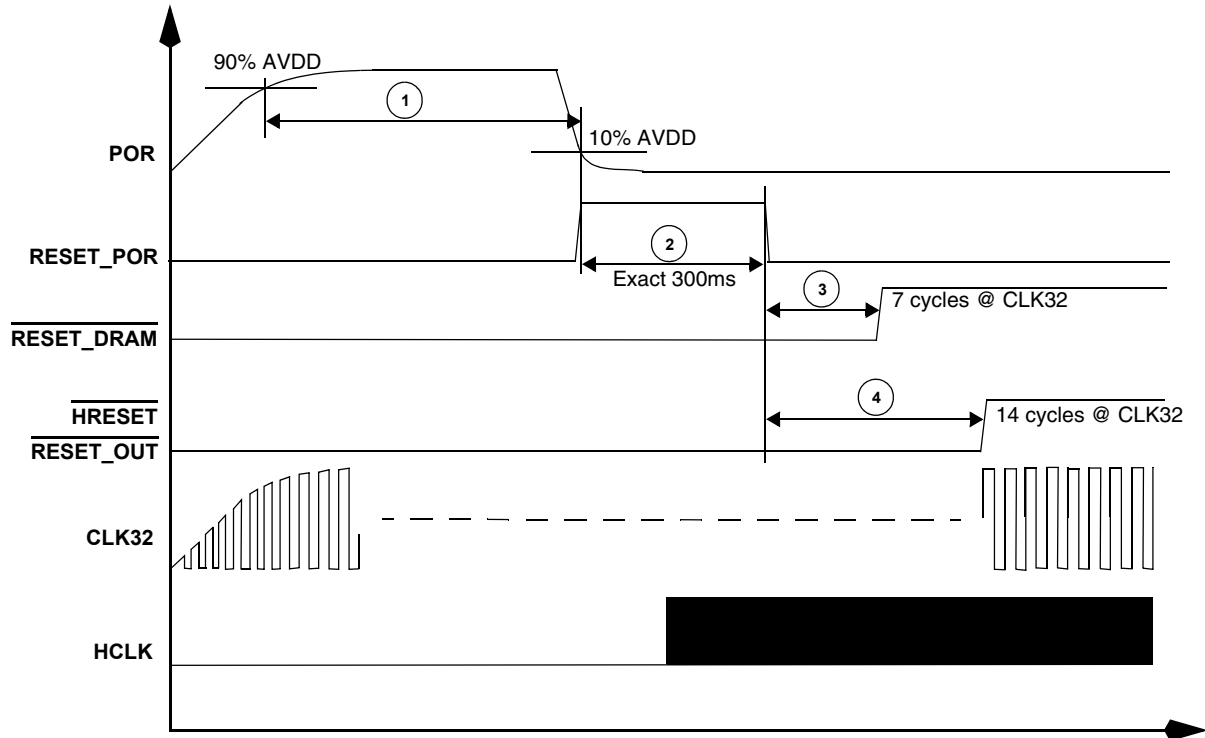 90% AVDD
1
10% AVDD
POR
2
RESET_POR
Exact 300ms
3
7 cycles @ CLK32
RESET_DRAM
4
HRESET
14 cycles @ CLK32
RESET_OUT
CLK32
HCLK